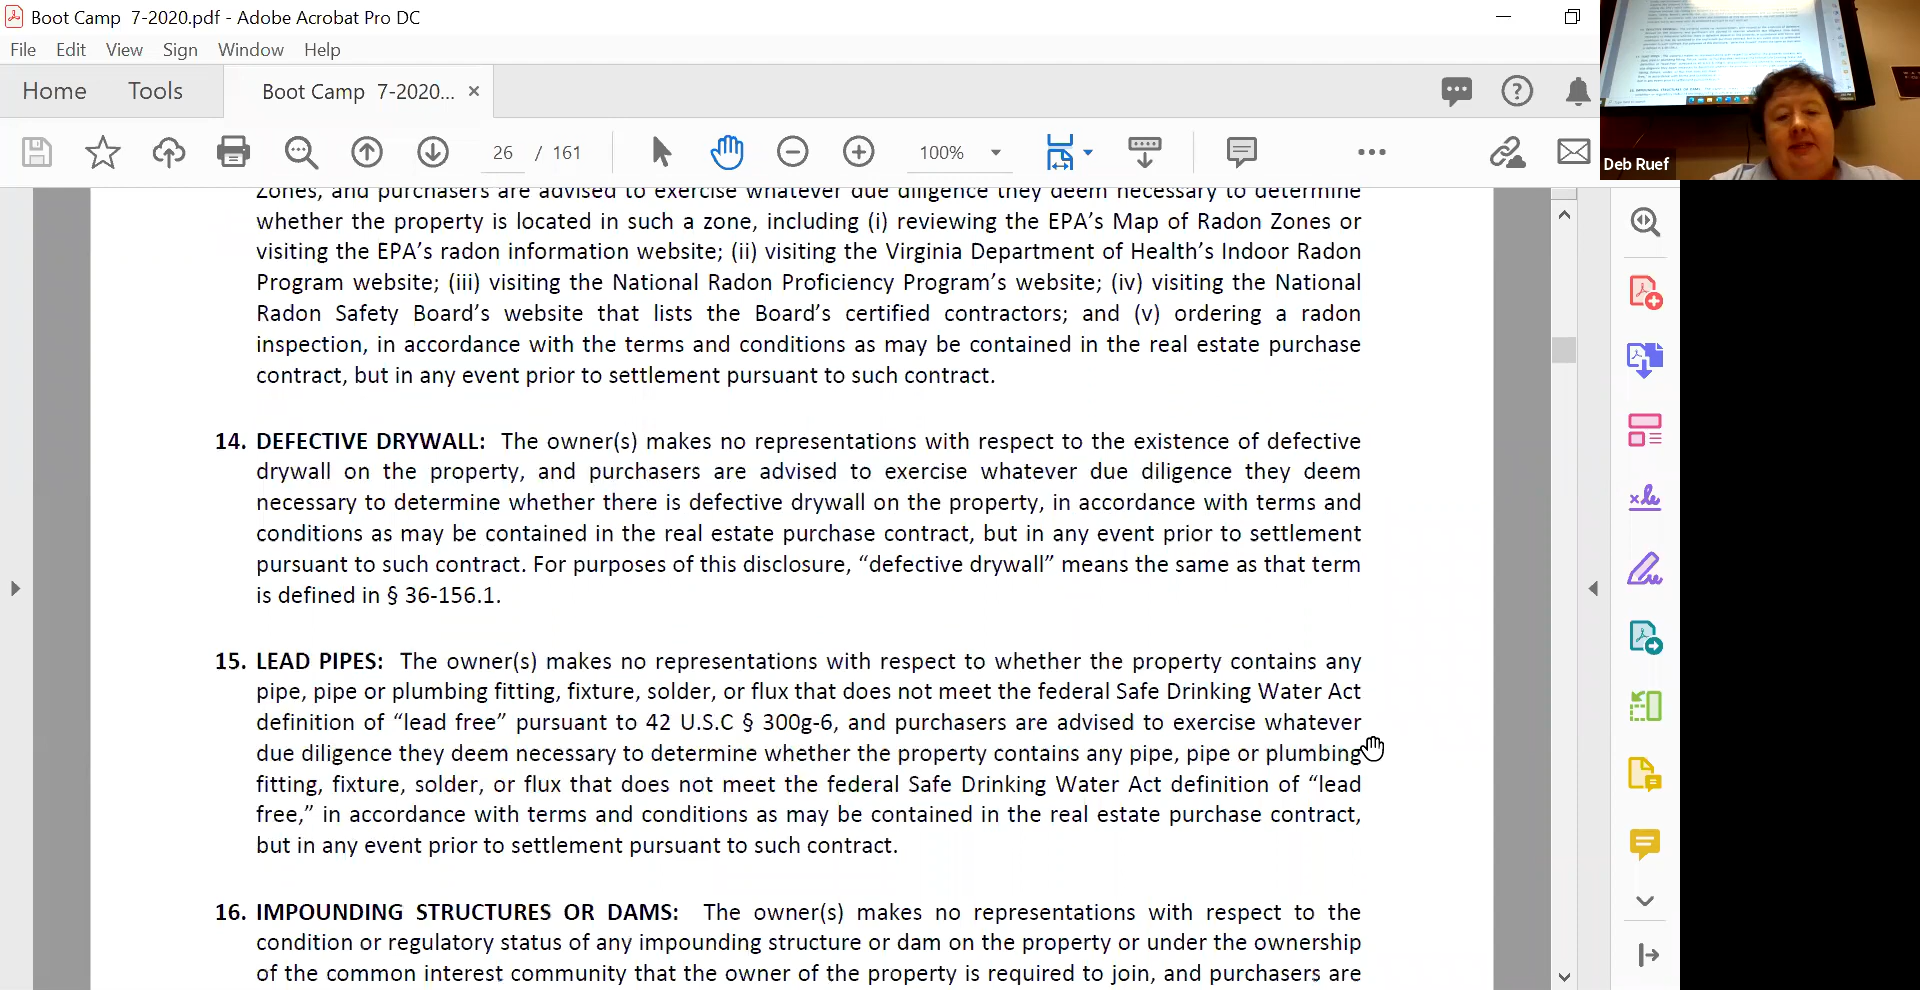 Boot Camp 7-2020.pdf - Adobe Acrobat Pro DC
File Edit View Sign Window Help
Home Tools Boot Camp 7-2020... ×
26 / 161 100%
Deb Ruef
Zones, and purchasers are advised to exercise whatever due diligence they deem necessary to determine
whether the property is located in such a zone, including (i) reviewing the EPA’s Map of Radon Zones or
visiting the EPA’s radon information website; (ii) visiting the Virginia Department of Health’s Indoor Radon
Program website; (iii) visiting the National Radon Proficiency Program’s website; (iv) visiting the National
Radon Safety Board’s website that lists the Board’s certified contractors; and (v) ordering a radon
inspection, in accordance with the terms and conditions as may be contained in the real estate purchase
contract, but in any event prior to settlement pursuant to such contract.
14. DEFECTIVE DRYWALL: The owner(s) makes no representations with respect to the existence of defective
drywall on the property, and purchasers are advised to exercise whatever due diligence they deem
necessary to determine whether there is defective drywall on the property, in accordance with terms and
conditions as may be contained in the real estate purchase contract, but in any event prior to settlement
pursuant to such contract. For purposes of this disclosure, “defective drywall” means the same as that term
is defined in § 36-156.1.
15. LEAD PIPES: The owner(s) makes no representations with respect to whether the property contains any
pipe, pipe or plumbing fitting, fixture, solder, or flux that does not meet the federal Safe Drinking Water Act
definition of “lead free” pursuant to 42 U.S.C § 300g-6, and purchasers are advised to exercise whatever
due diligence they deem necessary to determine whether the property contains any pipe, pipe or plumbing
fitting, fixture, solder, or flux that does not meet the federal Safe Drinking Water Act definition of “lead
free,” in accordance with terms and conditions as may be contained in the real estate purchase contract,
but in any event prior to settlement pursuant to such contract.
16. IMPOUNDING STRUCTURES OR DAMS: The owner(s) makes no representations with respect to the
condition or regulatory status of any impounding structure or dam on the property or under the ownership
of the common interest community that the owner of the property is required to join, and purchasers are